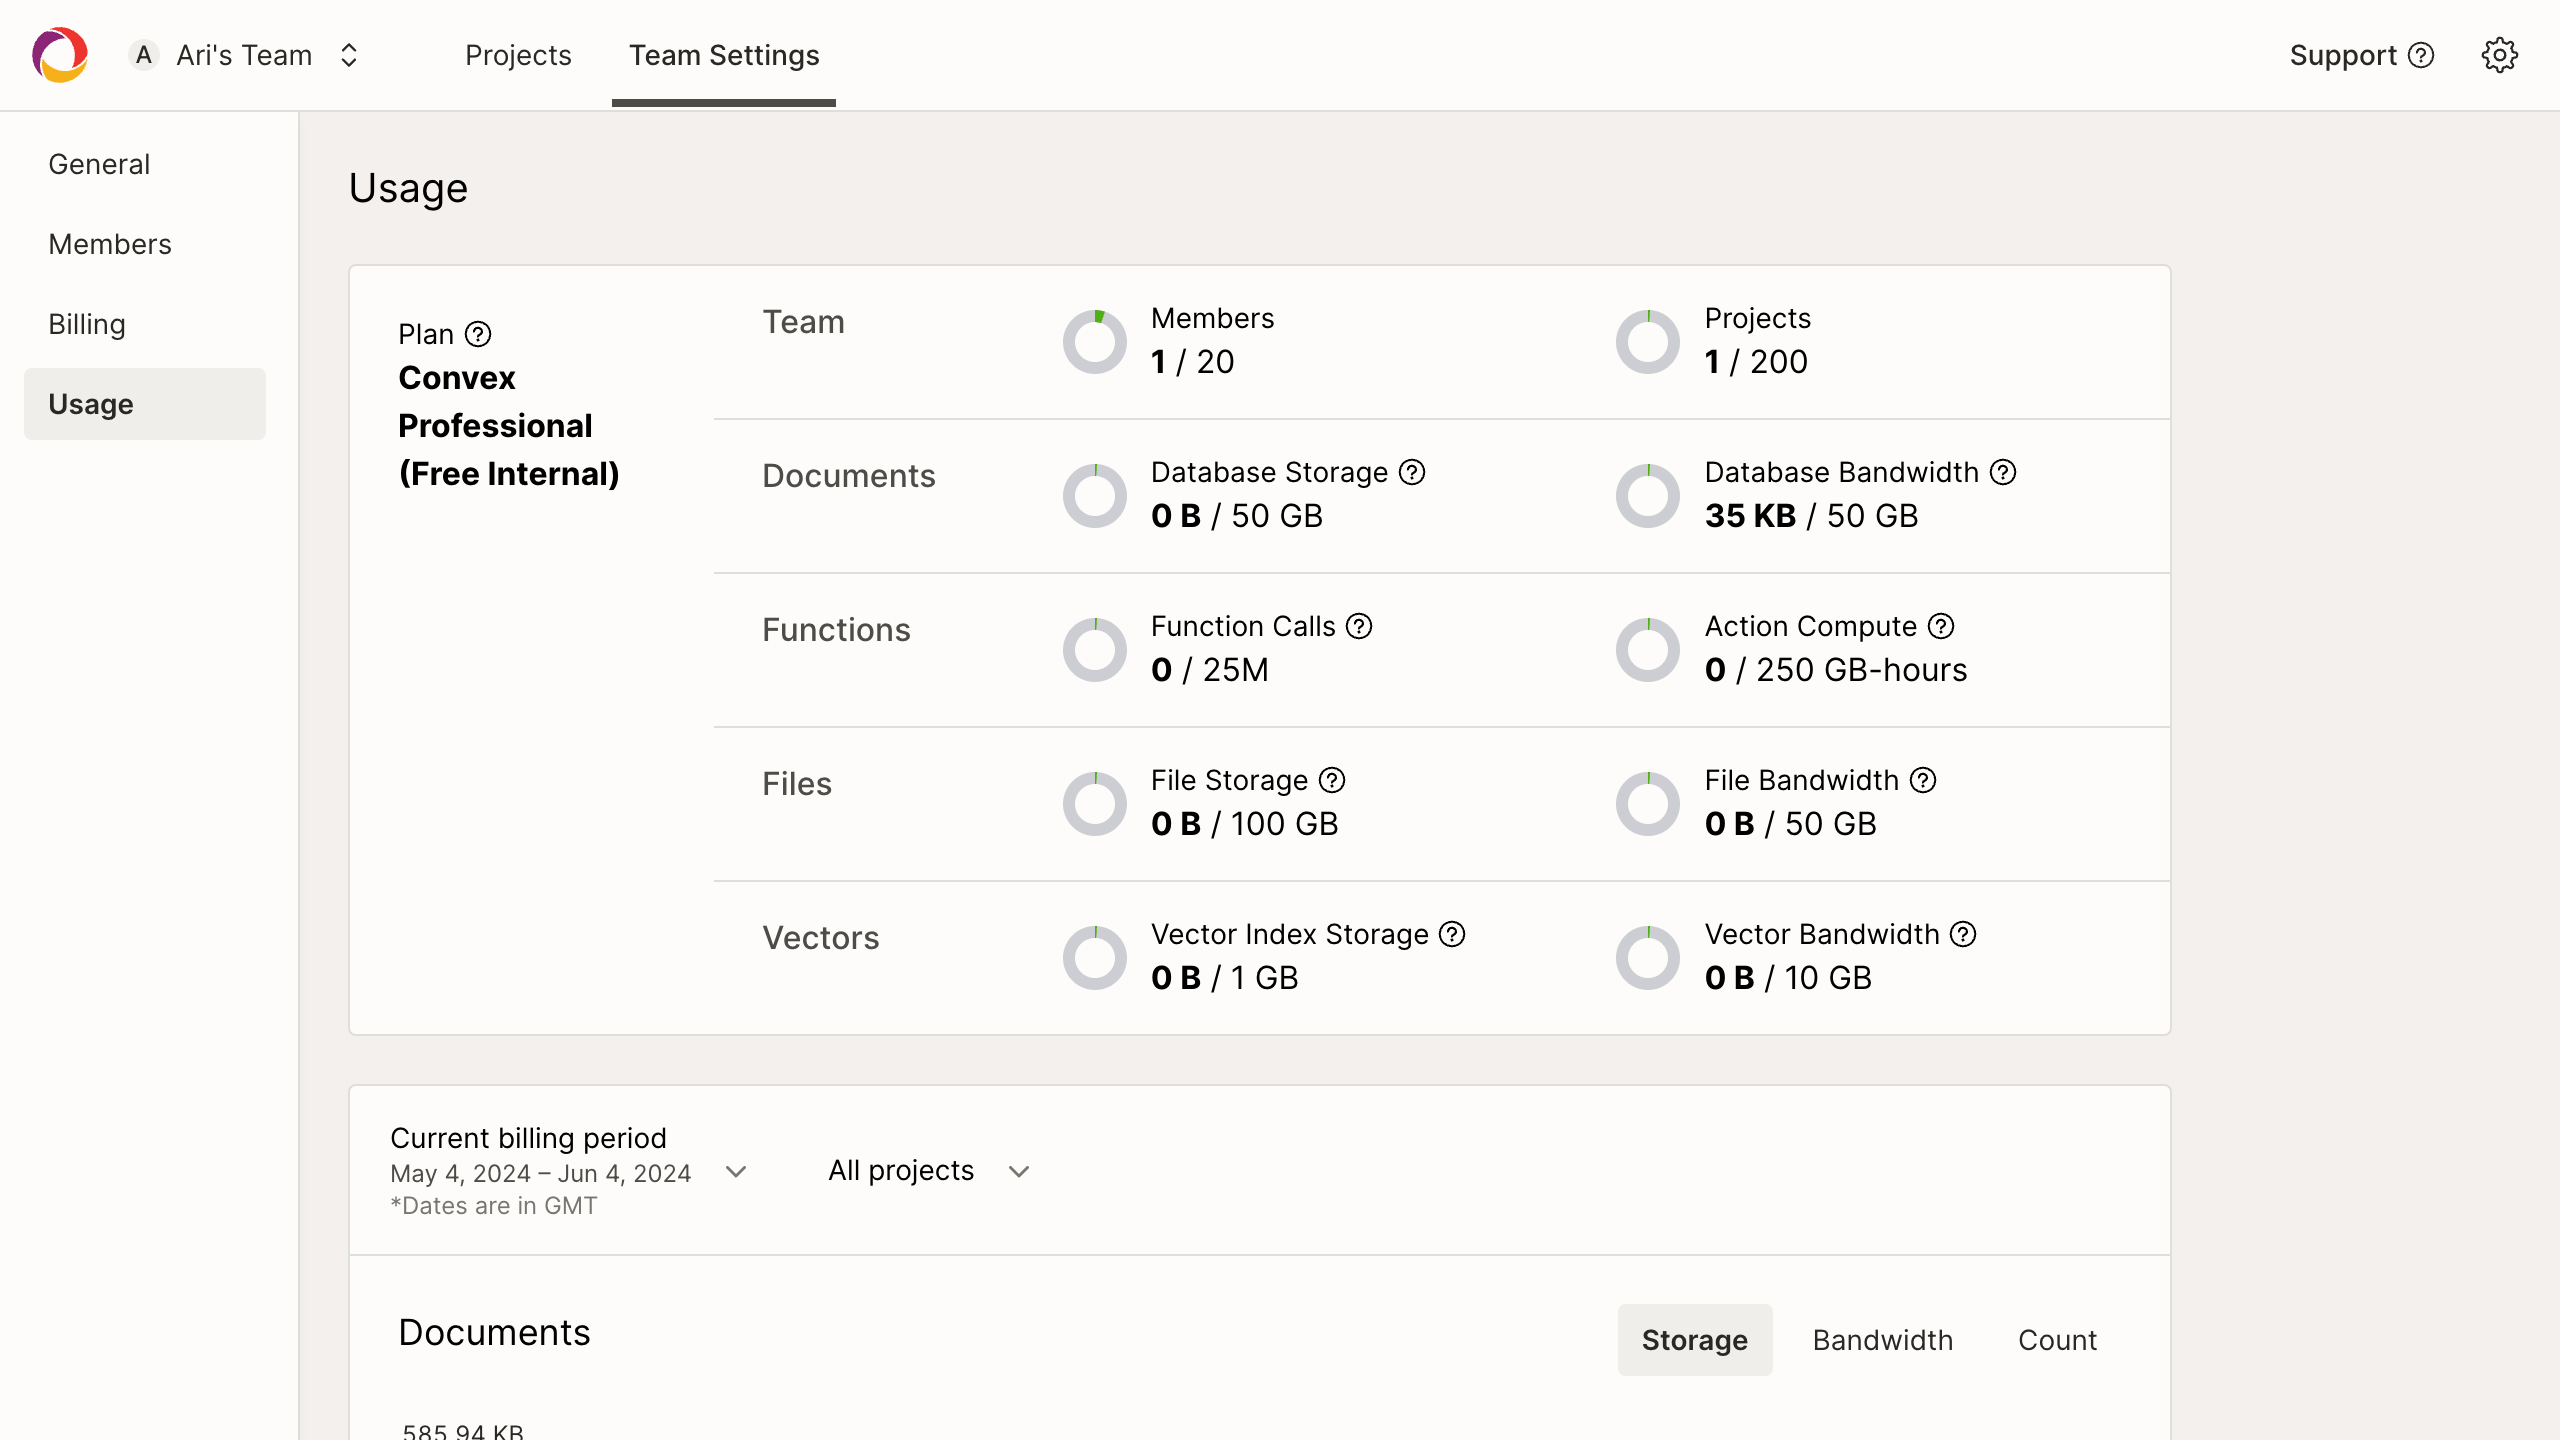 A Ari's Team
Projects
Team Settings
Support
General
Members
Billing
Usage
Usage
Plan
Convex
Professional
(Free Internal)
Team
Members
1 / 20
Projects
1 / 200
Documents
Database Storage
0 B / 50 GB
Database Bandwidth
35 KB / 50 GB
Functions
Function Calls
0 / 25M
Action Compute
0 / 250 GB-hours
Files
File Storage
0 B / 100 GB
File Bandwidth
0 B / 50 GB
Vectors
Vector Index Storage
0 B / 1 GB
Vector Bandwidth
0 B / 10 GB
Current billing period
May 4, 2024 – Jun 4, 2024
*Dates are in GMT
All projects
Documents
Storage
Bandwidth
Count
585.94 KB